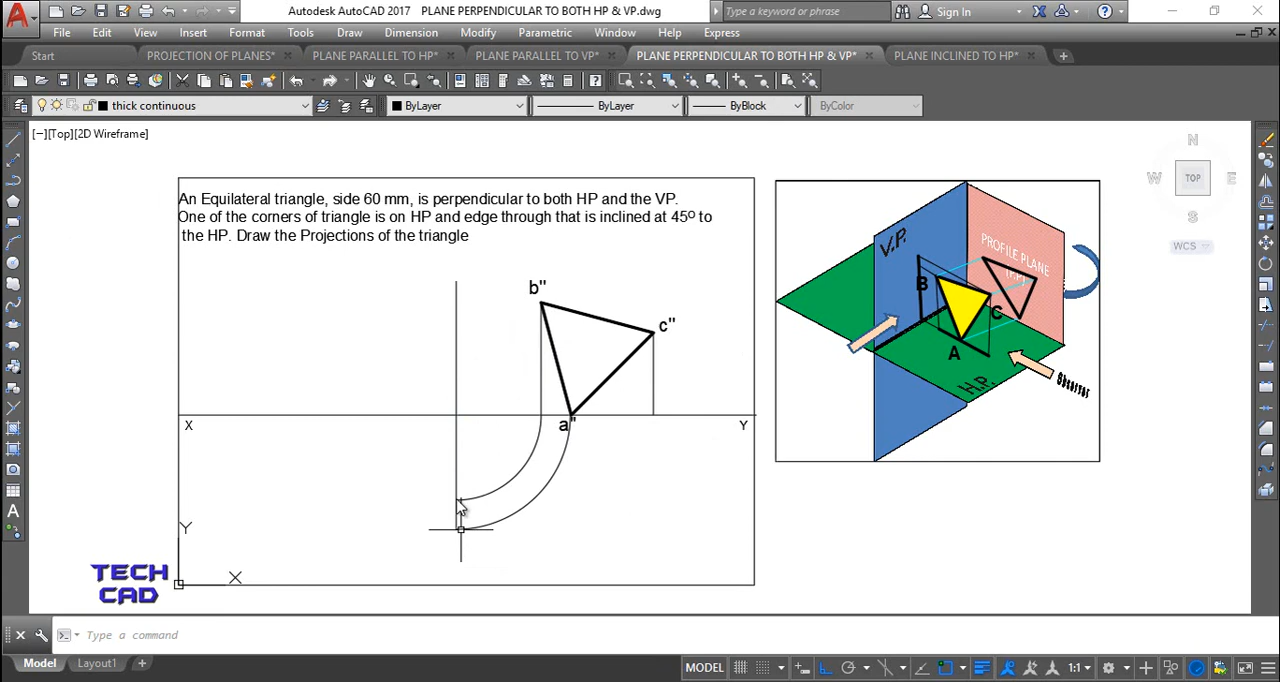 Autodesk AutoCAD 2017 PLANE PERPENDICULAR TO BOTH HP & VP.dwg
Type a keyword or phrase
Sign In
File Edit View Insert Format Tools Draw Dimension Modify Parametric Window Help Express
Start PROJECTION OF PLANES* PLANE PARALLEL TO HP* PLANE PARALLEL TO VP* PLANE PERPENDICULAR TO BOTH HP & VP* PLANE INCLINED TO HP*
thick continuous ByLayer ByLayer ByBlock ByColor
[−][Top][2D Wireframe]
N
W TOP E
S
WCS
An Equilateral triangle, side 60 mm, is perpendicular to both HP and the VP.
One of the corners of triangle is on HP and edge through that is inclined at 45º to
the HP. Draw the Projections of the triangle
b"
c"
a"
X
Y
V.P.
PROFILE PLANE
B
C
A
H.P.
Observer
Y
X
TECH
CAD
Type a command
Model Layout1
MODEL 1:1